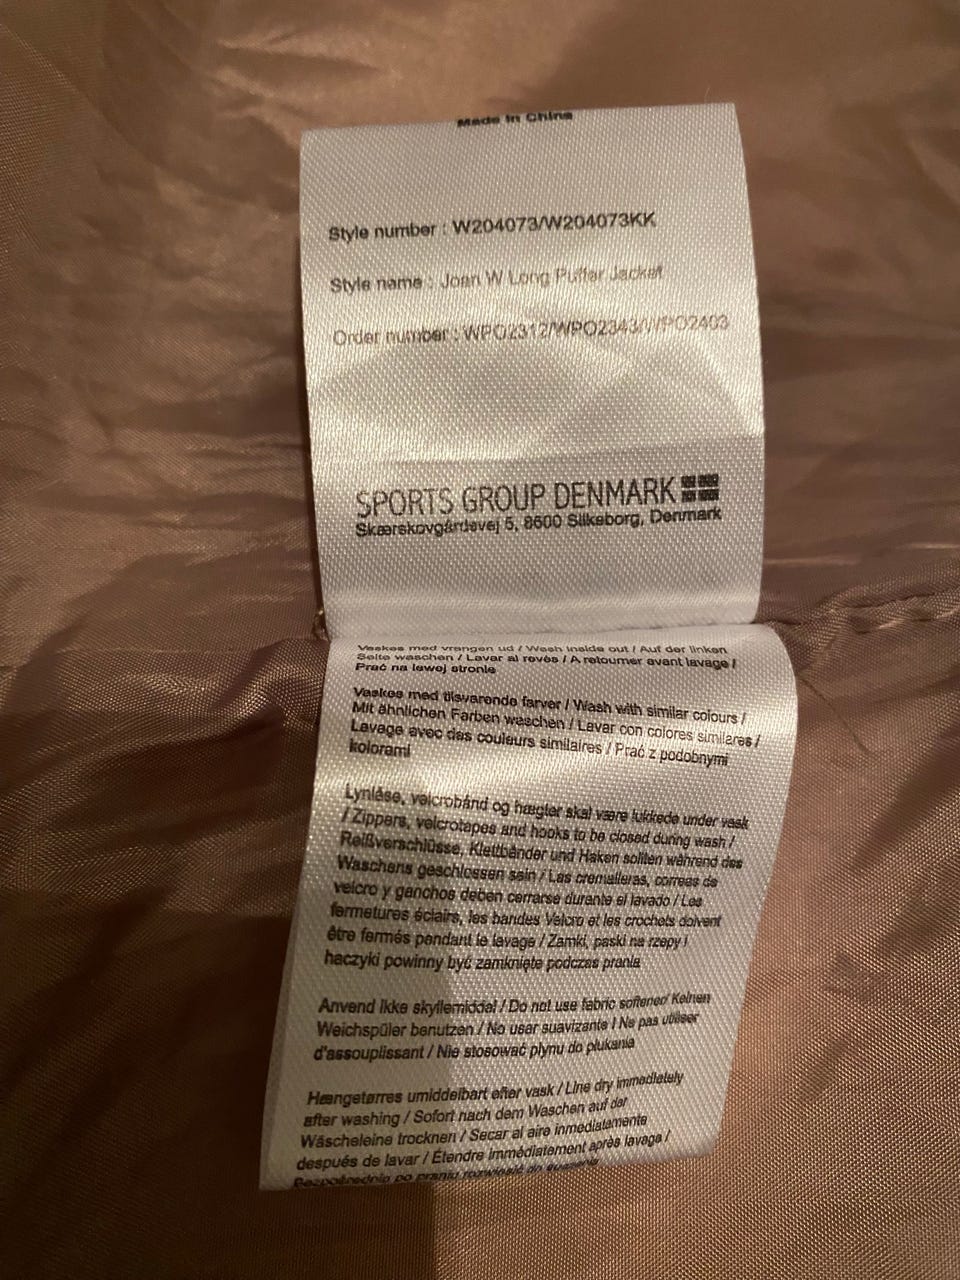 Made in China
Style number : W204073/W204073KK
Style name : Joan W Long Puffer Jacket
Order number : WPO2312/WPO2343/WPO2403
SPORTS GROUP DENMARK
Skærskovgårdsvej 5, 8600 Silkeborg, Denmark
Vaskes med vrangen ud / Wash inside out / Auf der linken
Seite waschen / Lavar al revés / A retourner avant lavage /
Prać na lewej stronie
Vaskes med tilsvarende farver / Wash with similar colours /
Mit ähnlichen Farben waschen / Lavar con colores similares /
Lavage avec des couleurs similaires / Prać z podobnymi
kolorami
Lynlåse, velcrobånd og hægter skal være lukkede under vask
/ Zippers, velcrotapes and hooks to be closed during wash /
Reißverschlüsse, Klettbänder und Haken sollten während des
Waschens geschlossen sein / Las cremalleras, correas de
velcro y ganchos deben cerrarse durante el lavado / Les
fermetures éclairs, les bandes Velcro et les crochets doivent
être fermés pendant le lavage / Zamki, paski na rzepy i
haczyki powinny być zamknięte podczas prania
Anvend ikke skyllemiddel / Do not use fabric softener/ Keinen
Weichspüler benutzen / No usar suavizante / Ne pas utiliser
d'assouplissant / Nie stosować płynu do płukania
Hængetørres umiddelbart efter vask / Line dry immediately
after washing / Sofort nach dem Waschen auf der
Wäscheleine trocknen / Secar al aire inmediatamente
después de lavar / Étendre immédiatement après lavage /
Bezpośrednio po praniu rozwiesić do suszenia